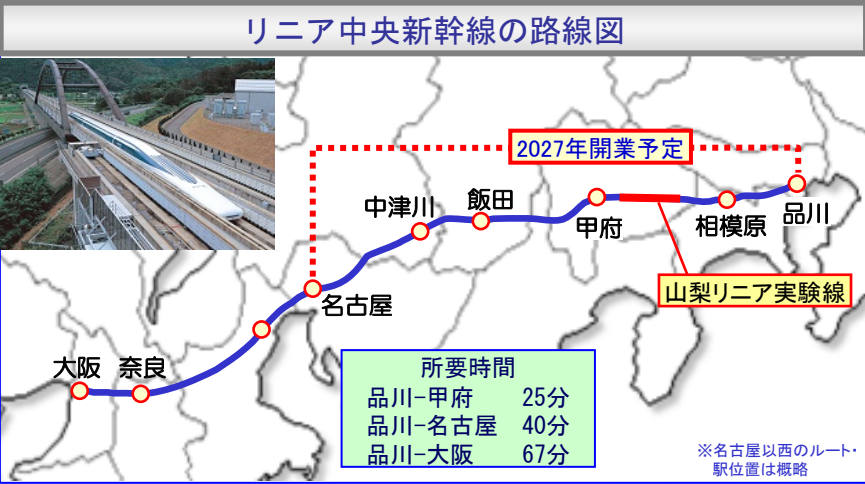 リニア中央新幹線の路線図
2027年開業予定
中津川
飯田
甲府
相模原
品川
山梨リニア実験線
名古屋
大阪
奈良
所要時間
品川-甲府 25分
品川-名古屋 40分
品川-大阪 67分
※名古屋以西のルート・
駅位置は概略